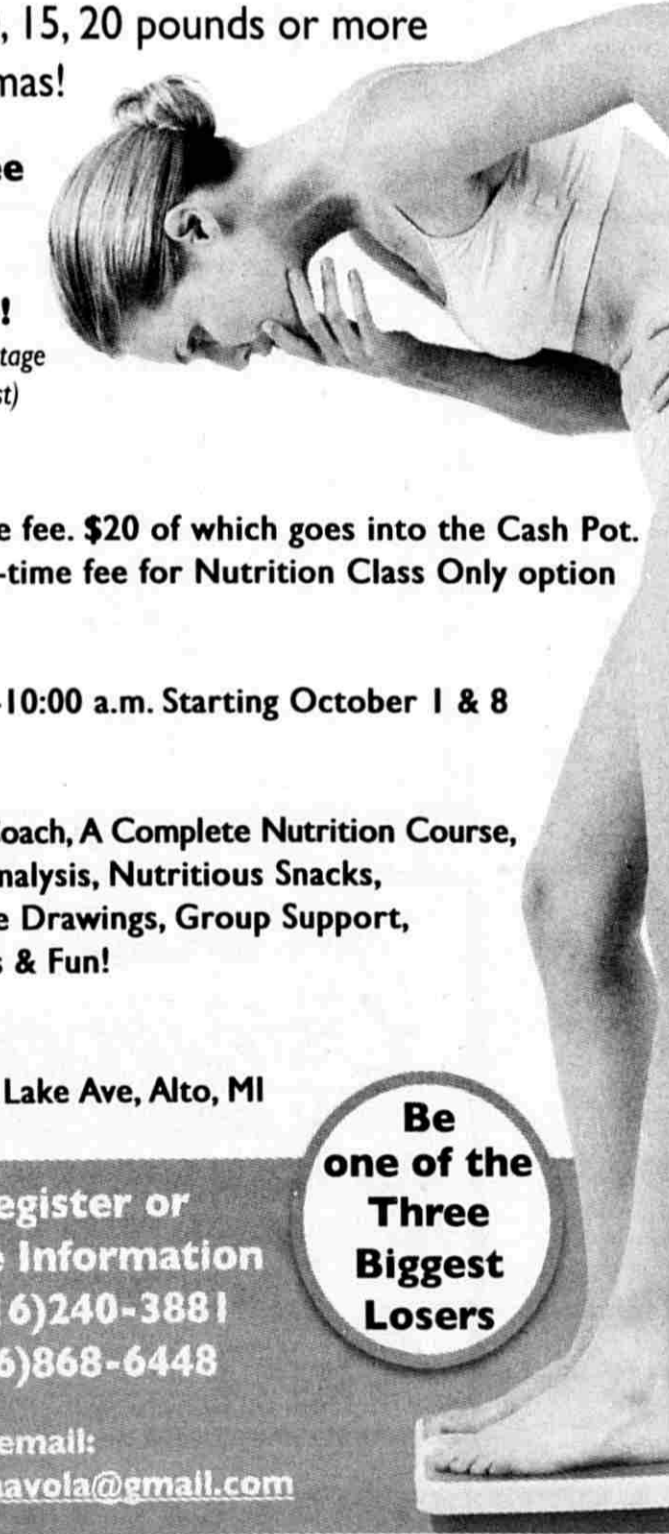 , 15, 20 pounds or more
mas!
ee
!
tage
st)
e fee. $20 of which goes into the Cash Pot.
-time fee for Nutrition Class Only option
-10:00 a.m. Starting October 1 & 8
Coach, A Complete Nutrition Course,
nalysis, Nutritious Snacks,
e Drawings, Group Support,
s & Fun!
Lake Ave, Alto, MI
Be
one of the
Three
Biggest
Losers
egister or
e Information
16)240-3881
6)868-6448
email:
navola@gmail.com